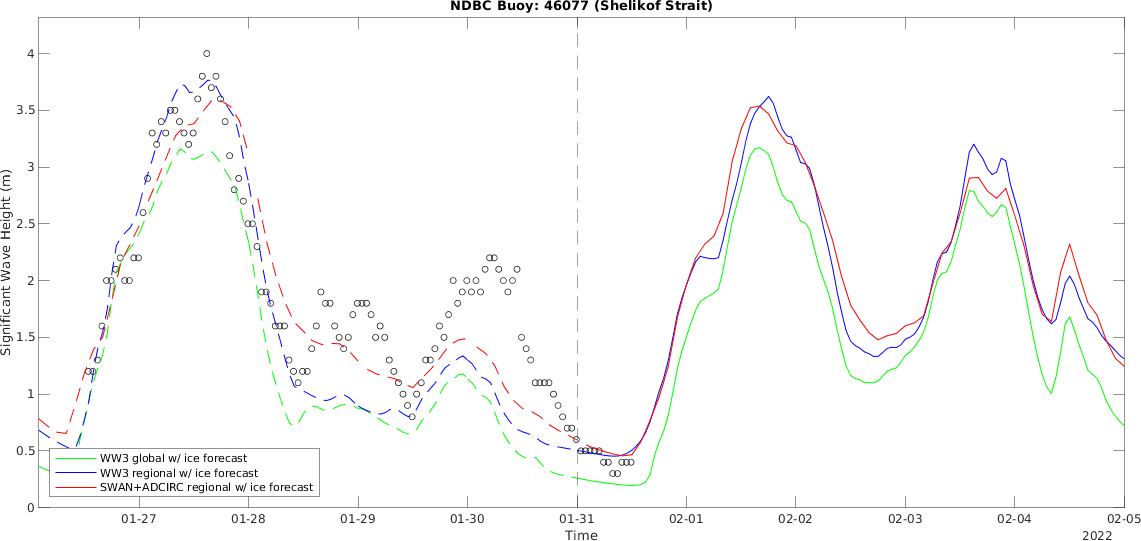 NDBC Buoy: 46077 (Shelikof Strait)
Significant Wave Height (m)
4
3.5
3
2.5
2
1.5
1
0.5
0
WW3 global w/ ice forecast
WW3 regional w/ ice forecast
SWAN+ADCIRC regional w/ ice forecast
01-27 01-28 01-29 01-30 01-31 02-01 02-02 02-03 02-04 02-05
Time
2022